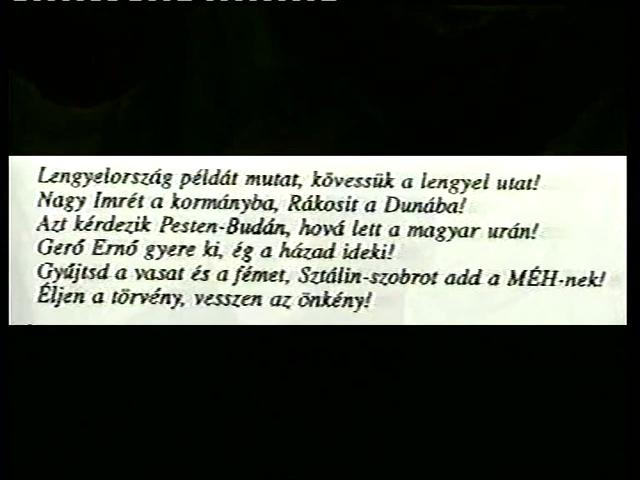 Lengyelország példát mutat, kövessük a lengyel utat!
Nagy Imrét a kormányba, Rákosit a Dunába!
Azt kérdezik Pesten-Budán, hová lett a magyar urán!
Gerő Ernő gyere ki, ég a házad ideki!
Gyűjtsd a vasat és a fémet, Sztálin-szobrot add a MÉH-nek!
Éljen a törvény, vesszen az önkény!